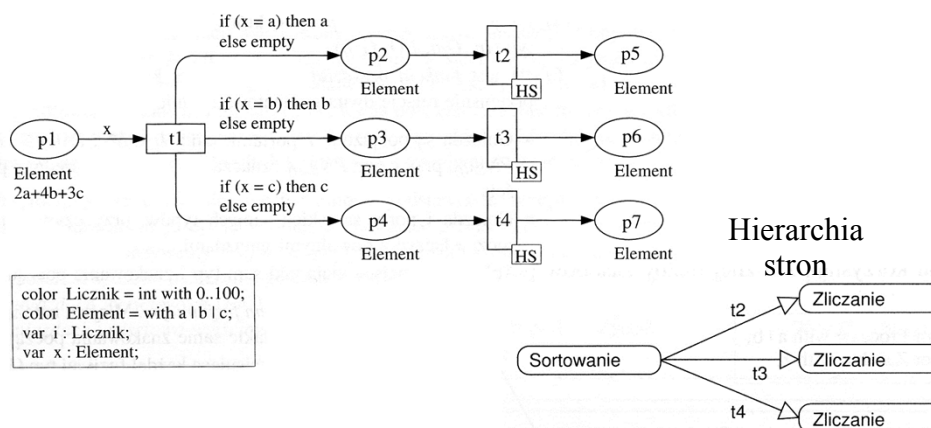 if (x = a) then a
else empty
p2
Element
t2
HS
p5
Element
if (x = b) then b
else empty
p1
Element
2a+4b+3c
x
t1
p3
Element
t3
HS
p6
Element
if (x = c) then c
else empty
p4
Element
t4
HS
p7
Element
color Licznik = int with 0..100;
color Element = with a | b | c;
var i : Licznik;
var x : Element;
Hierarchia
stron
Sortowanie
t2
Zliczanie
t3
Zliczanie
t4
Zliczanie